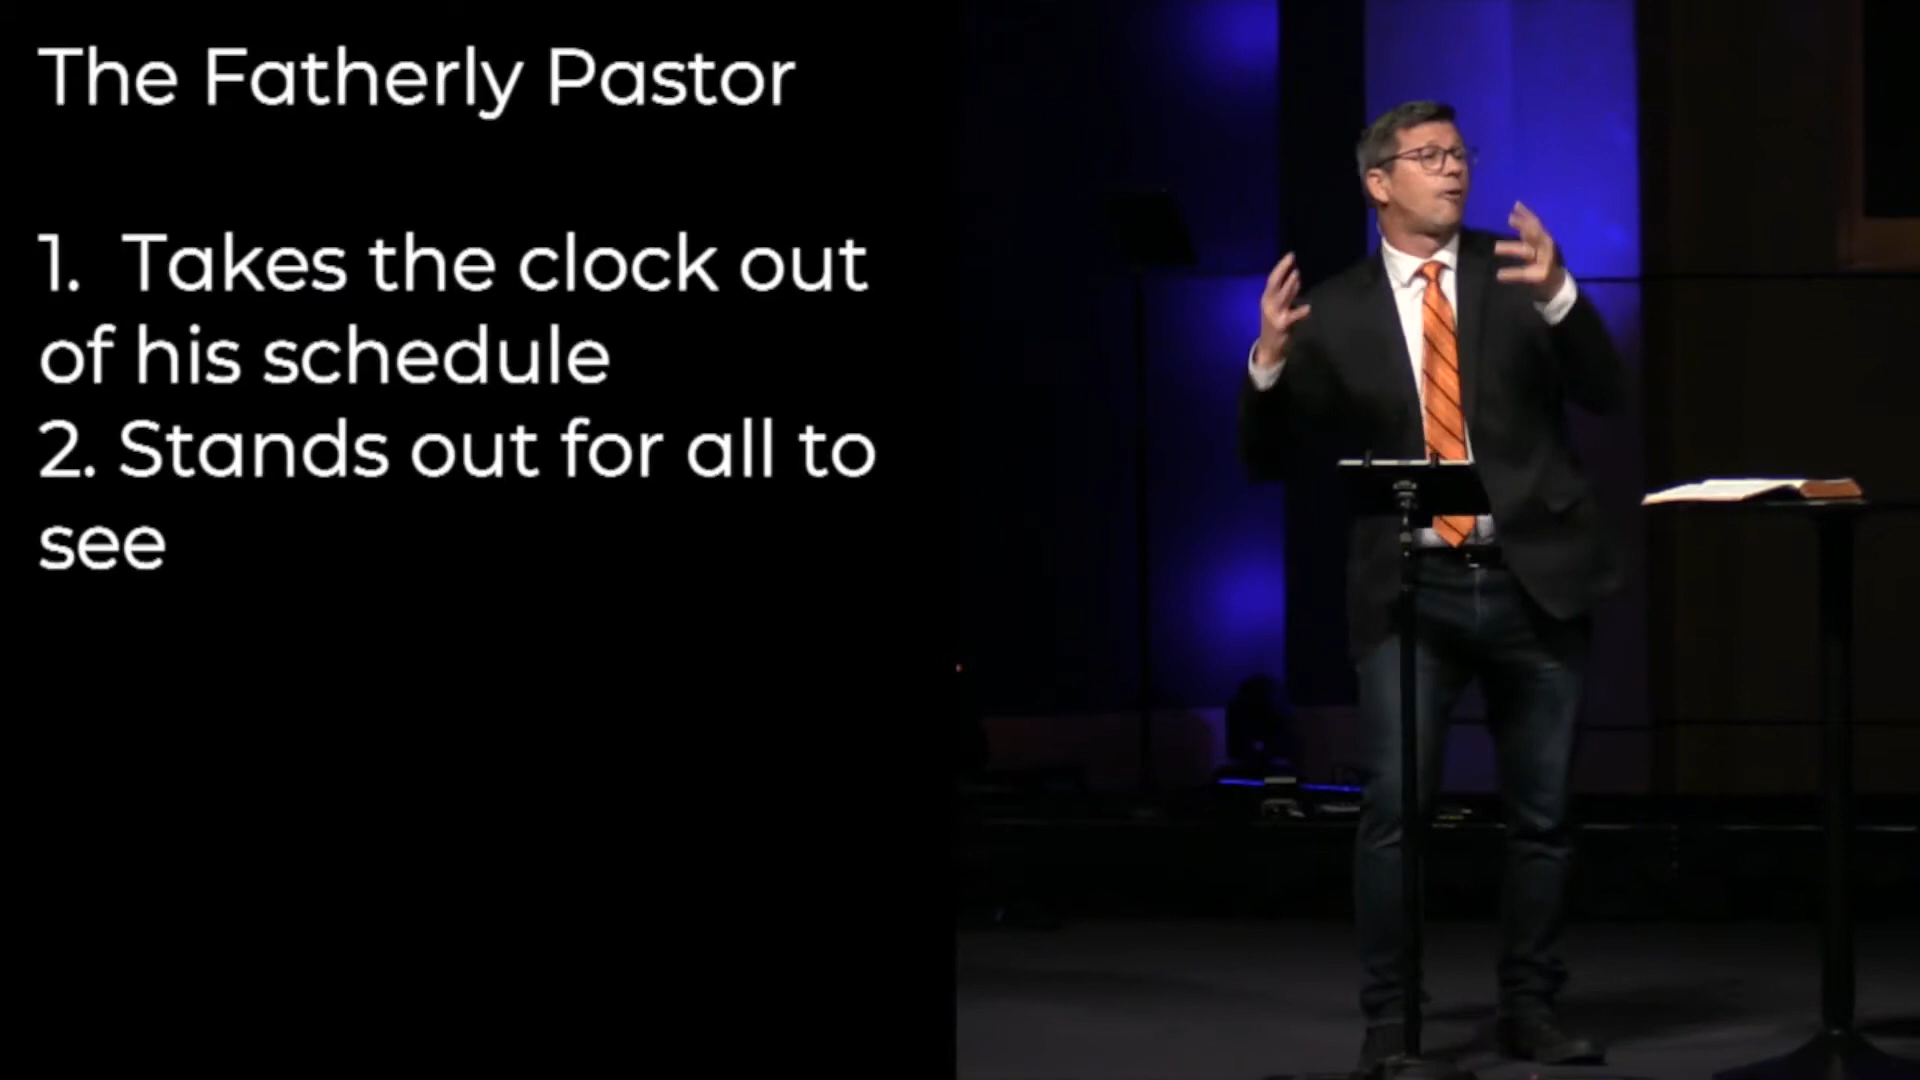 The Fatherly Pastor
1. Takes the clock out
of his schedule
2. Stands out for all to
see